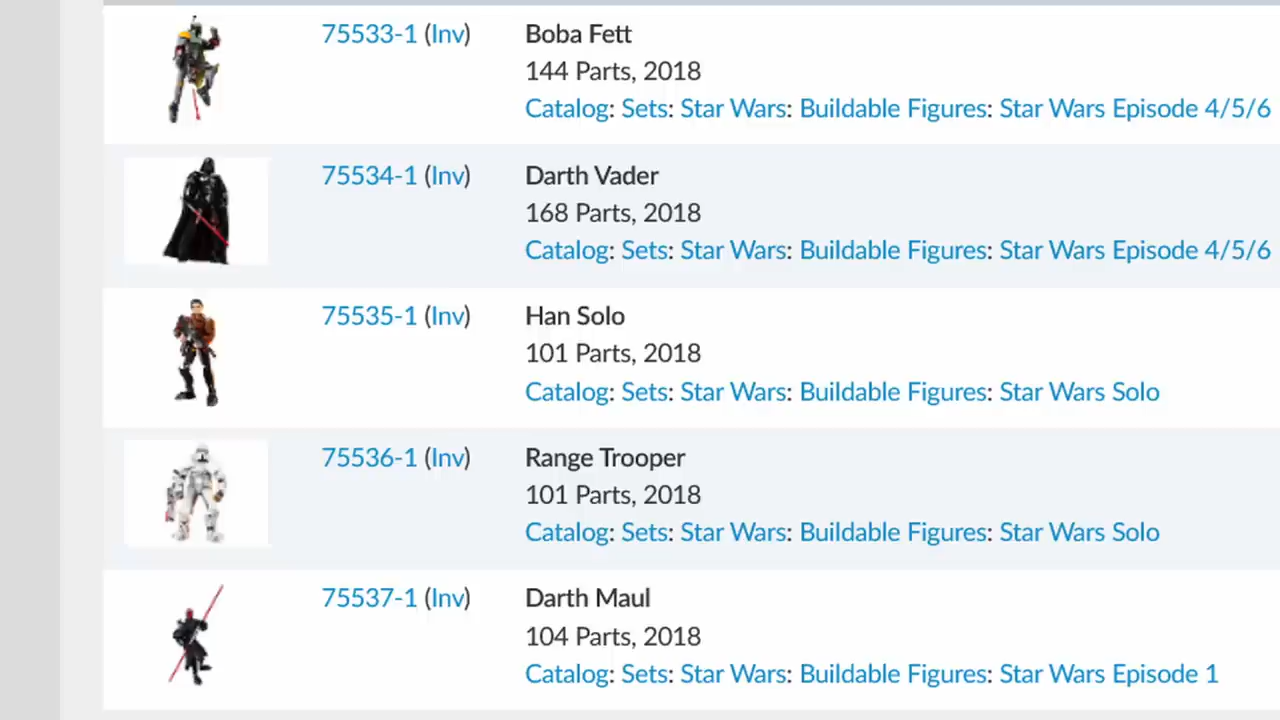 75533-1 (Inv)
Boba Fett
144 Parts, 2018
Catalog: Sets: Star Wars: Buildable Figures: Star Wars Episode 4/5/6
75534-1 (Inv)
Darth Vader
168 Parts, 2018
Catalog: Sets: Star Wars: Buildable Figures: Star Wars Episode 4/5/6
75535-1 (Inv)
Han Solo
101 Parts, 2018
Catalog: Sets: Star Wars: Buildable Figures: Star Wars Solo
75536-1 (Inv)
Range Trooper
101 Parts, 2018
Catalog: Sets: Star Wars: Buildable Figures: Star Wars Solo
75537-1 (Inv)
Darth Maul
104 Parts, 2018
Catalog: Sets: Star Wars: Buildable Figures: Star Wars Episode 1